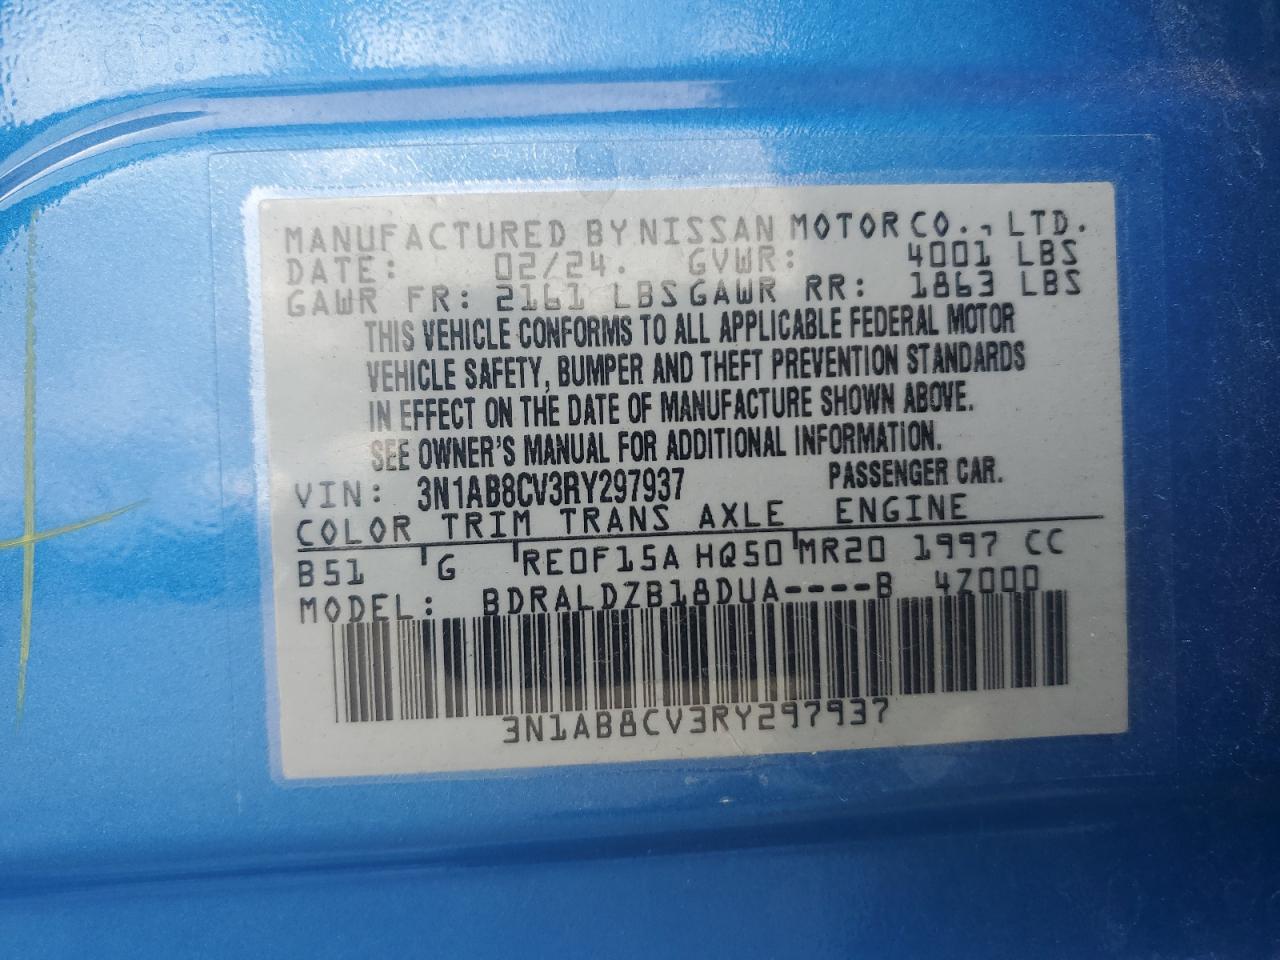 MANUFACTURED BY NISSAN MOTOR CO., LTD.
DATE: 02/24. GVWR: 4001 LBS
GAWR FR: 2161 LBS GAWR RR: 1863 LBS
THIS VEHICLE CONFORMS TO ALL APPLICABLE FEDERAL MOTOR
VEHICLE SAFETY, BUMPER AND THEFT PREVENTION STANDARDS
IN EFFECT ON THE DATE OF MANUFACTURE SHOWN ABOVE.
SEE OWNER'S MANUAL FOR ADDITIONAL INFORMATION.
VIN: 3N1AB8CV3RY297937 PASSENGER CAR.
COLOR TRIM TRANS AXLE ENGINE
B51 G RE0F15A HQ50 MR20 1997 CC
MODEL: BDRALDZB18DUA----B 4Z000
3N1AB8CV3RY297937